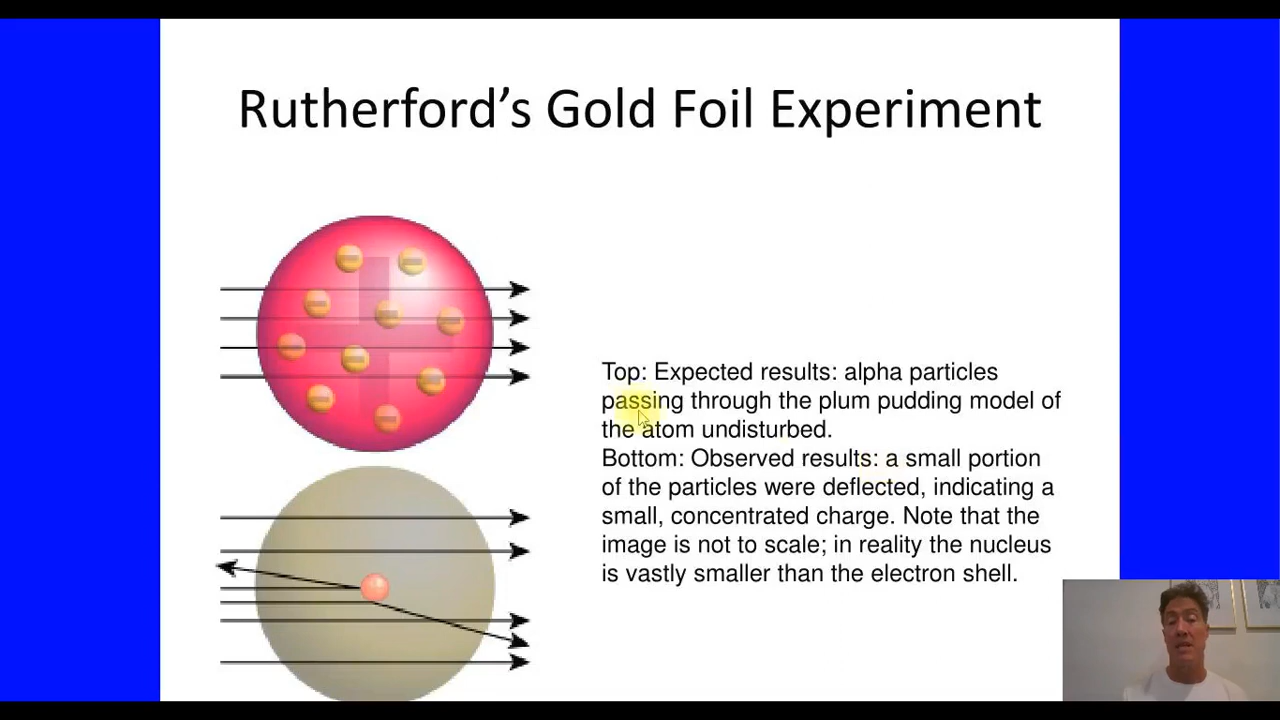 Rutherford’s Gold Foil Experiment
Top: Expected results: alpha particles
passing through the plum pudding model of
the atom undisturbed.
Bottom: Observed results: a small portion
of the particles were deflected, indicating a
small, concentrated charge. Note that the
image is not to scale; in reality the nucleus
is vastly smaller than the electron shell.